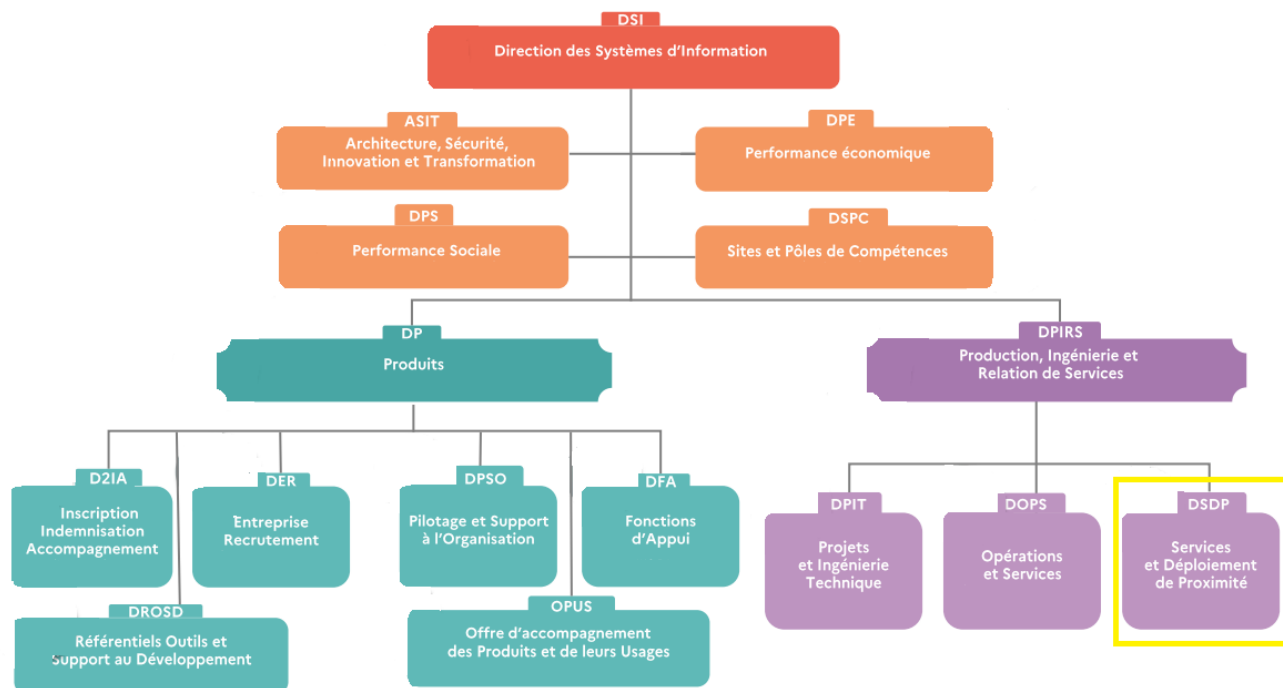 DSI
Direction des Systèmes d'Information
ASIT
Architecture, Sécurité,
Innovation et Transformation
DPE
Performance économique
DPS
Performance Sociale
DSPC
Sites et Pôles de Compétences
DP
Produits
DPIRS
Production, Ingénierie et
Relation de Services
D2IA
Inscription
Indemnisation
Accompagnement
DER
Entreprise
Recrutement
DPSO
Pilotage et Support
à l'Organisation
DFA
Fonctions
d'Appui
DPIT
Projets
et Ingénierie
Technique
DOPS
Opérations
et Services
DSDP
Services
et Déploiement
de Proximité
DROSD
Référentiels Outils et
Support au Développement
OPUS
Offre d'accompagnement
des Produits et de leurs Usages